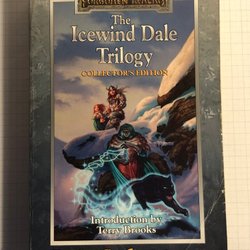 FORGOTTEN REALMS
The
Icewind Dale
Trilogy
COLLECTOR'S EDITION
Introduction by
Terry Brooks